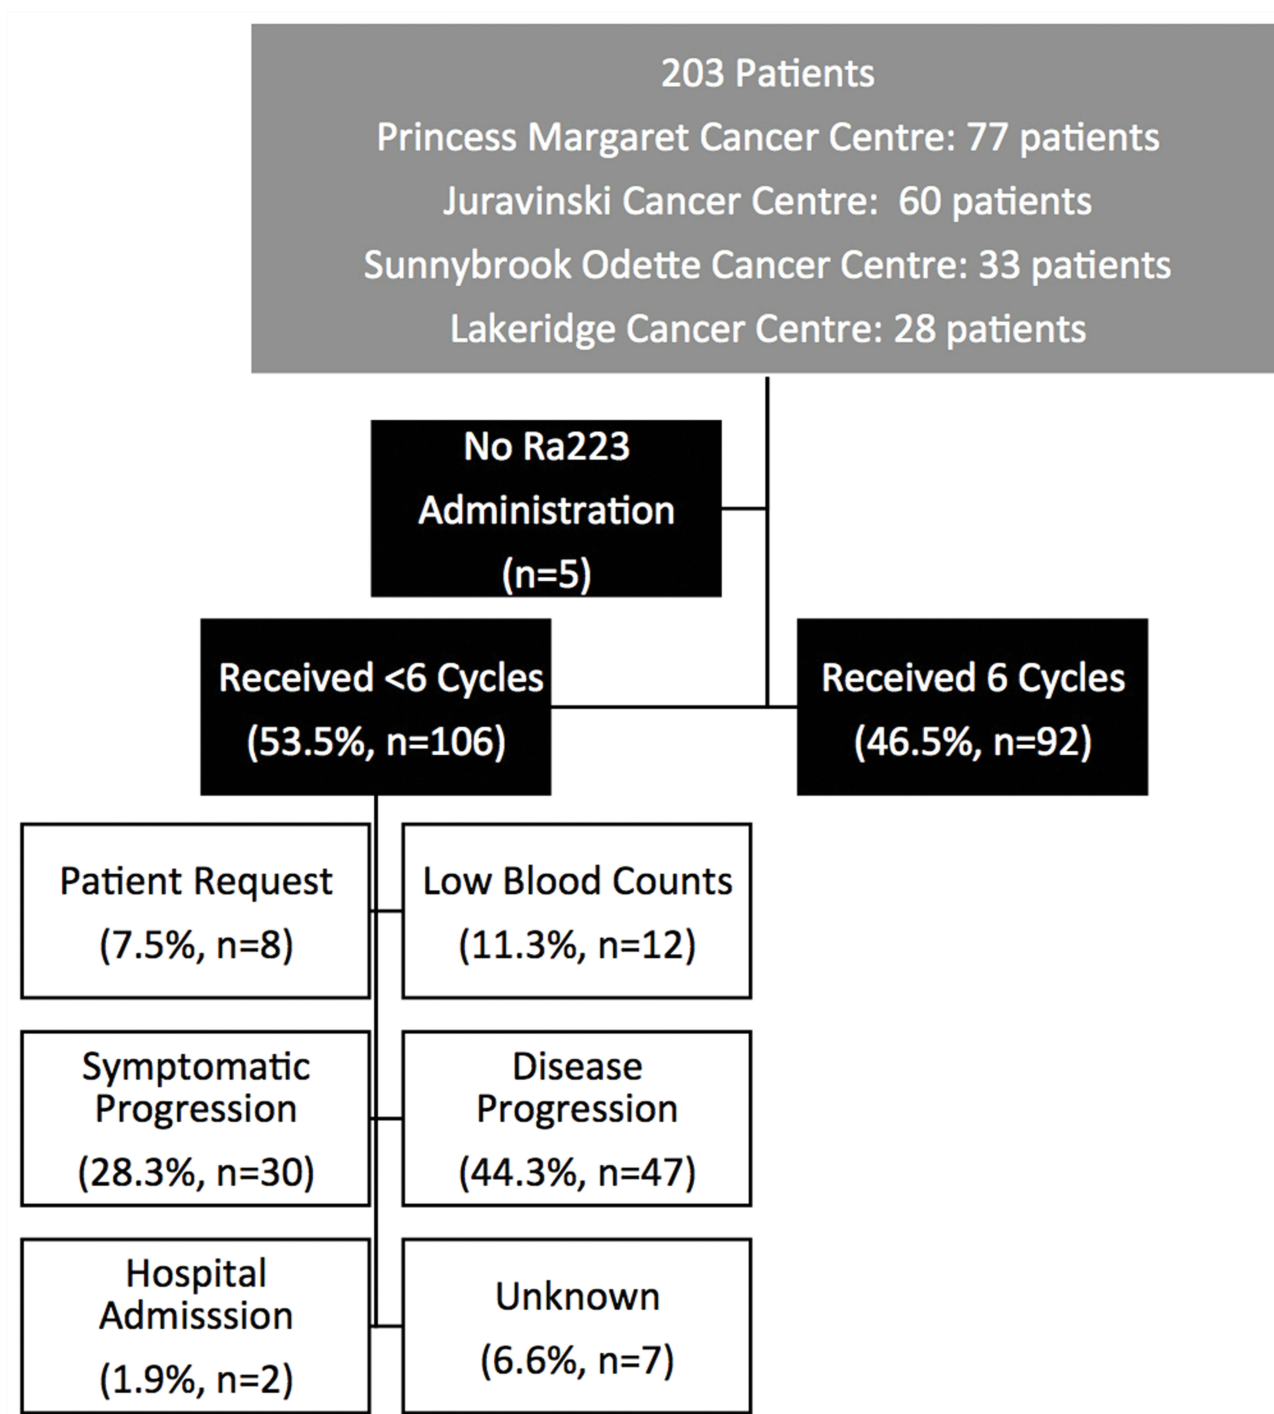 203 Patients
Princess Margaret Cancer Centre: 77 patients
Juravinski Cancer Centre:  60 patients
Sunnybrook Odette Cancer Centre: 33 patients
Lakeridge Cancer Centre: 28 patients
No Ra223
Administration
(n=5)
Received <6 Cycles
(53.5%, n=106)
Received 6 Cycles
(46.5%, n=92)
Patient Request
(7.5%, n=8)
Low Blood Counts
(11.3%, n=12)
Symptomatic
Progression
(28.3%, n=30)
Disease
Progression
(44.3%, n=47)
Hospital
Admisssion
(1.9%, n=2)
Unknown
(6.6%, n=7)